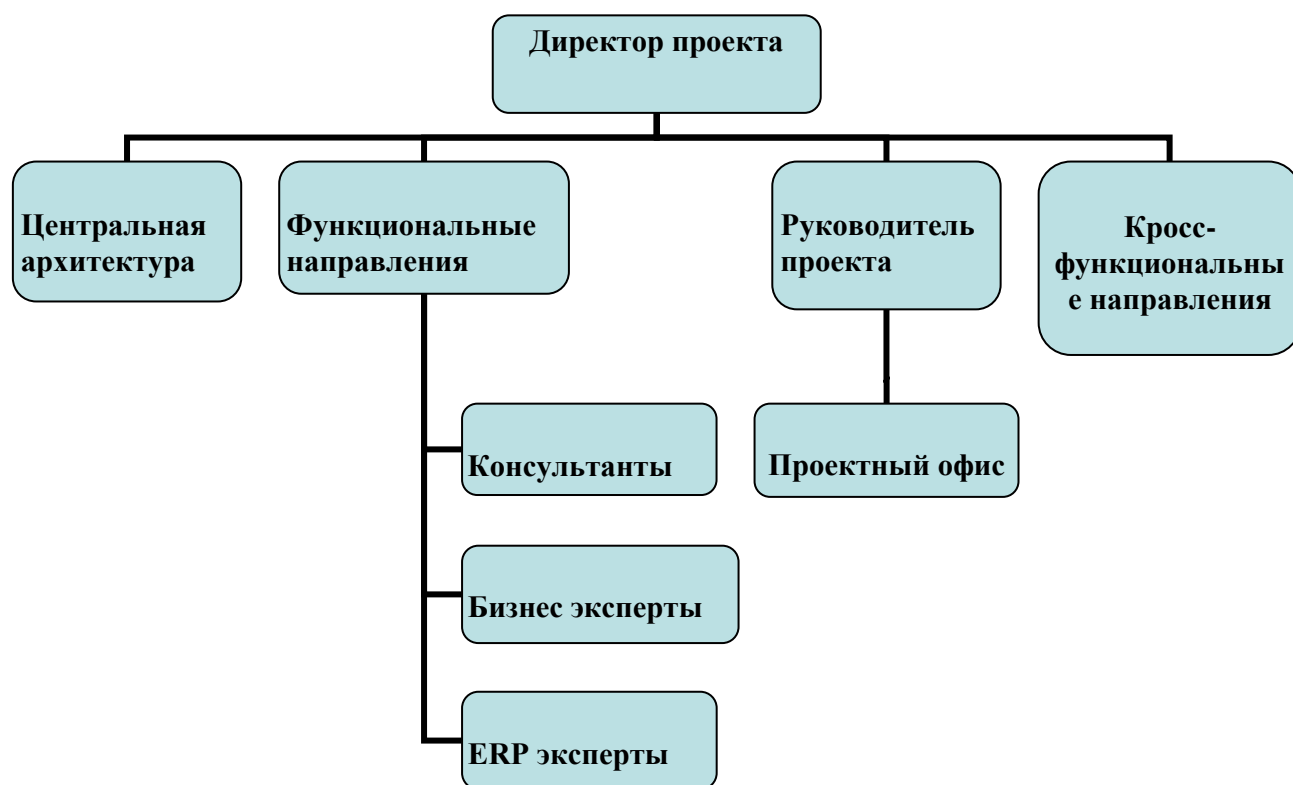 Директор проекта
Центральная
архитектура
Функциональные
направления
Руководитель
проекта
Кросс-
функциональны
е направления
Консультанты
Проектный офис
Бизнес эксперты
ERP эксперты